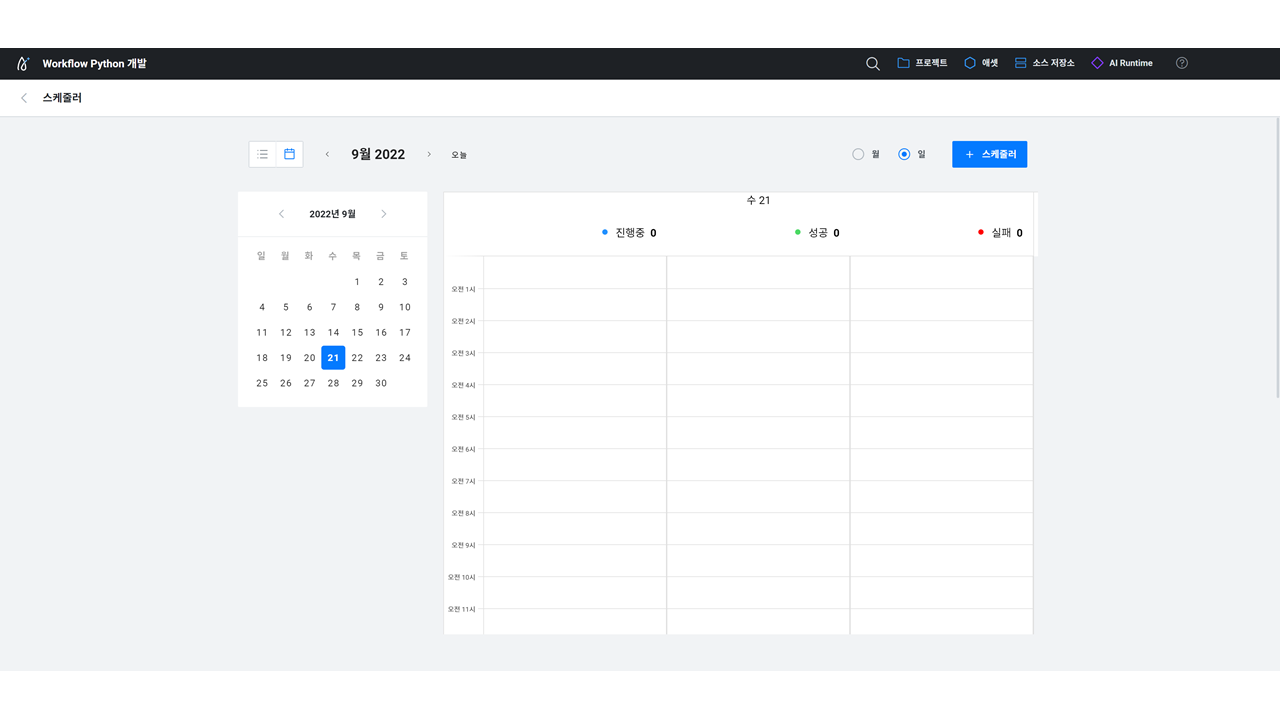 Workflow Python 개발
프로젝트 애셋 소스 저장소 AI Runtime
스케줄러
9월 2022 오늘
월 일 + 스케줄러
2022년 9월
일 월 화 수 목 금 토
1 2 3
4 5 6 7 8 9 10
11 12 13 14 15 16 17
18 19 20 21 22 23 24
25 26 27 28 29 30
수 21
진행중 0 성공 0 실패 0
오전 1시
오전 2시
오전 3시
오전 4시
오전 5시
오전 6시
오전 7시
오전 8시
오전 9시
오전 10시
오전 11시